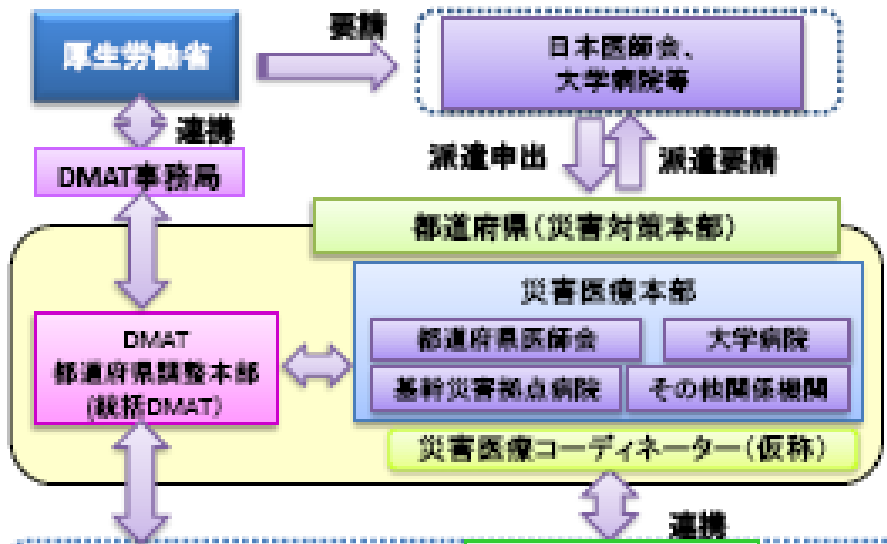 厚生労働省
要請
日本医師会、
大学病院等
連携
派遣申出
派遣要請
DMAT事務局
都道府県(災害対策本部)
災害医療本部
都道府県医師会
大学病院
基幹災害拠点病院
その他関係機関
DMAT
都道府県調整本部
(統括DMAT)
災害医療コーディネーター(仮称)
連携